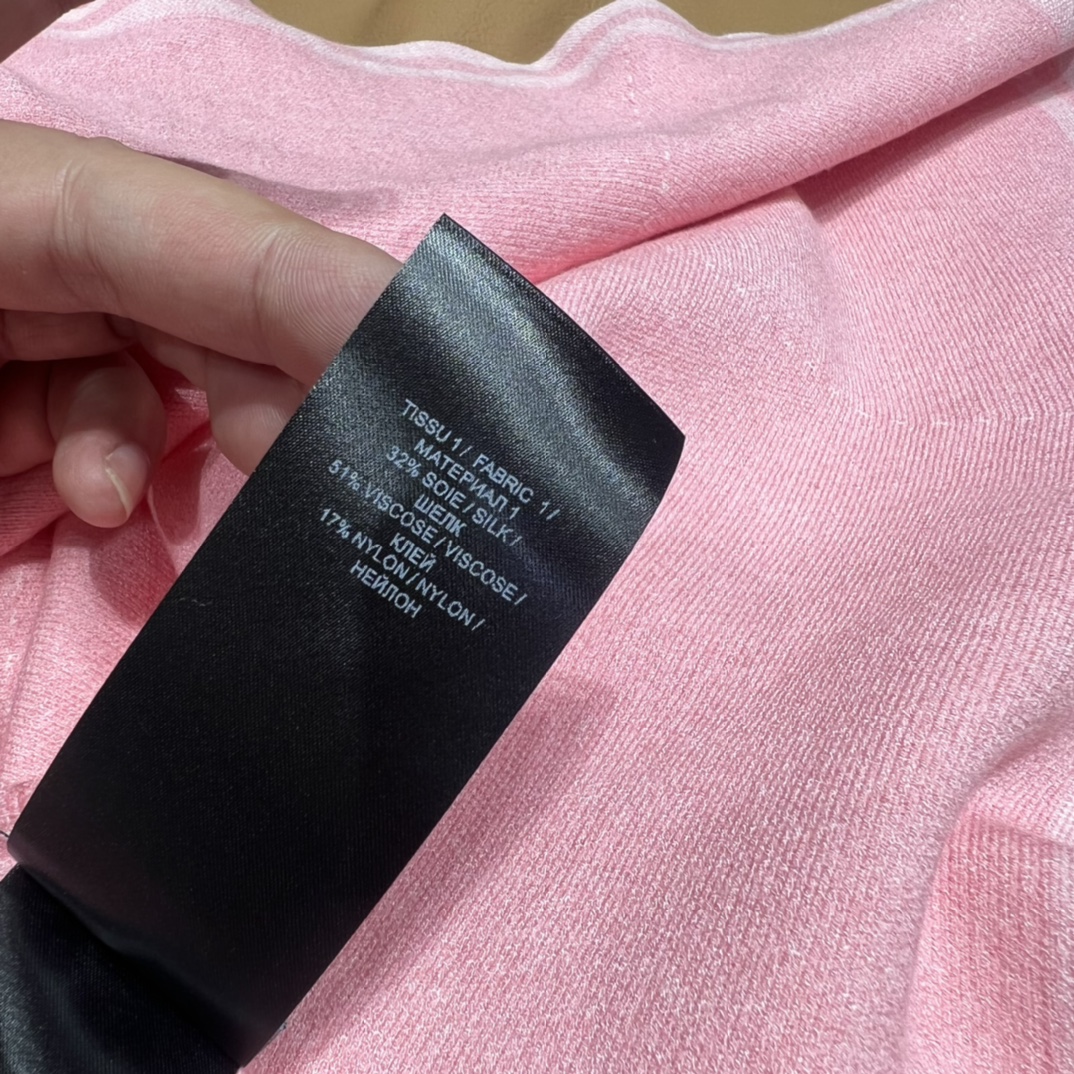 TISSU 1 / FABRIC 1 /
МАТЕРИАЛ 1
32% SOIE / SILK /
ШЕЛК
51% VISCOSE / VISCOSE /
КЛЕЙ
17% NYLON / NYLON /
НЕЙЛОН